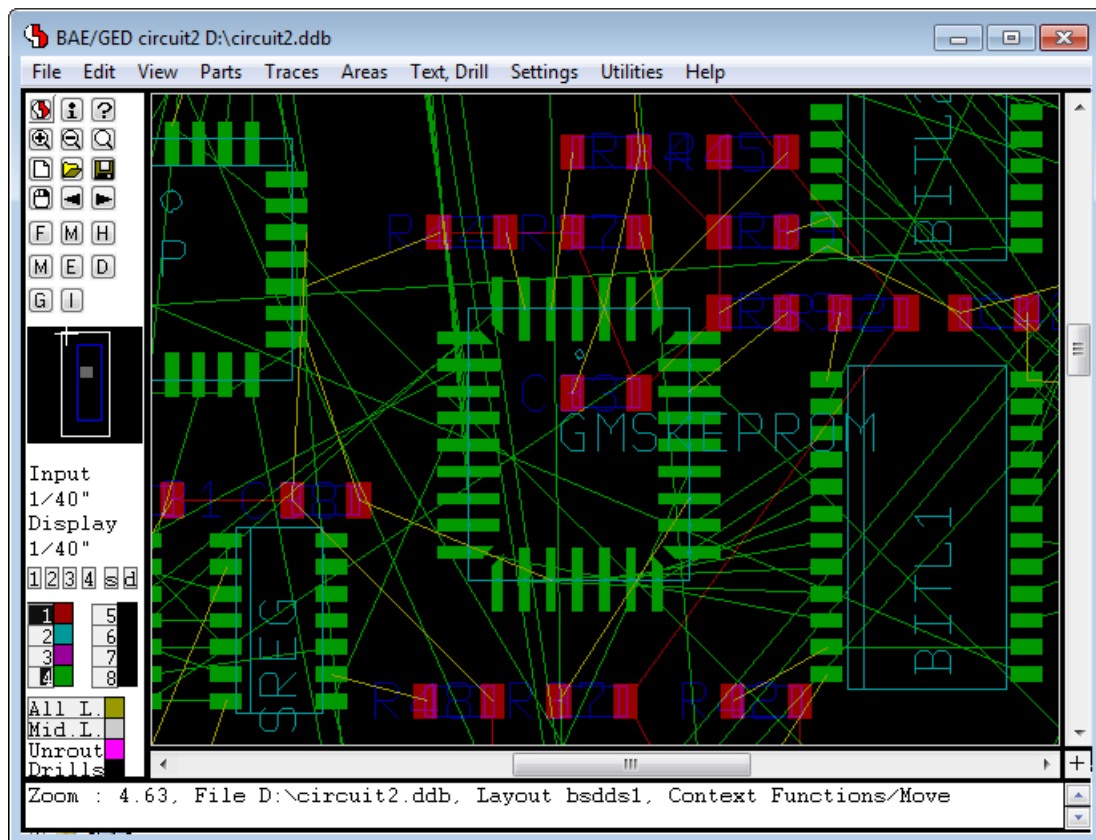 BAE/GED circuit2 D:\circuit2.ddb
File Edit View Parts Traces Areas Text, Drill Settings Utilities Help
F M H
M E D
G I
Input
1/40"
Display
1/40"
1 2 3 4 s d
1 5
2 6
3 7
4 8
All L.
Mid.L.
Unrout
Drills
P
GMSKEPROM
BITL1
SREG
Zoom : 4.63, File D:\circuit2.ddb, Layout bsdds1, Context Functions/Move